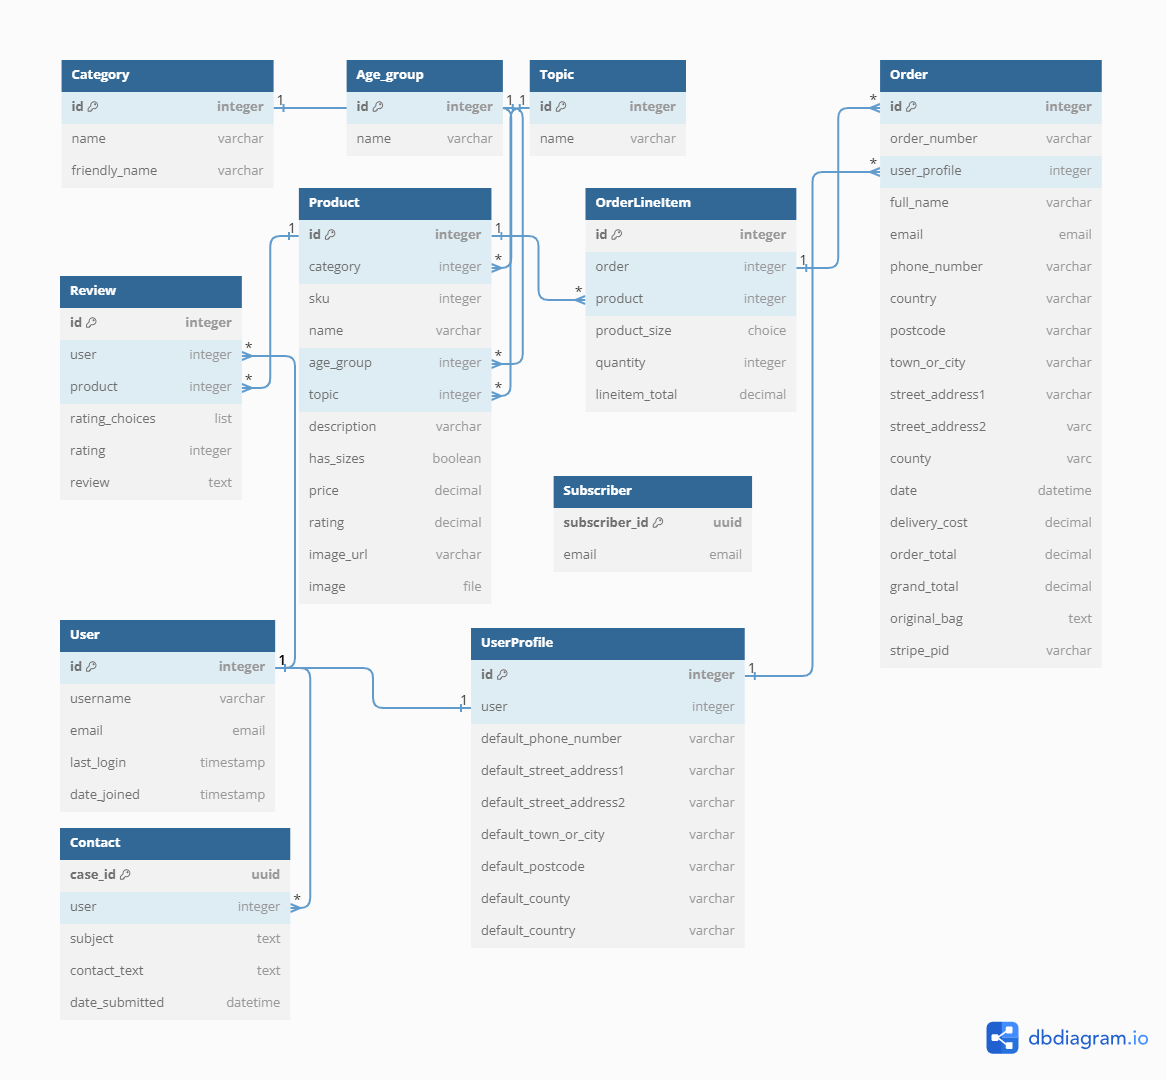 Category
id integer
name varchar
friendly_name varchar
1
Age_group
id integer
name varchar
1 1
Topic
id integer
name varchar
Order
* id integer
order_number varchar
* user_profile integer
full_name varchar
email email
phone_number varchar
country varchar
postcode varchar
town_or_city varchar
street_address1 varchar
street_address2 varc
county varc
date datetime
delivery_cost decimal
order_total decimal
grand_total decimal
original_bag text
stripe_pid varchar
Product
1 id integer 1
category integer *
sku integer
name varchar
age_group integer *
topic integer *
description varchar
has_sizes boolean
price decimal
rating decimal
image_url varchar
image file
OrderLineItem
id integer
order integer 1
* product integer
product_size choice
quantity integer
lineitem_total decimal
Review
id integer
user integer *
product integer *
rating_choices list
rating integer
review text
Subscriber
subscriber_id uuid
email email
User
id integer 1
username varchar
email email
last_login timestamp
date_joined timestamp
UserProfile
id integer 1
1 user integer
default_phone_number varchar
default_street_address1 varchar
default_street_address2 varchar
default_town_or_city varchar
default_postcode varchar
default_county varchar
default_country varchar
Contact
case_id uuid
user integer *
subject text
contact_text text
date_submitted datetime
dbdiagram.io